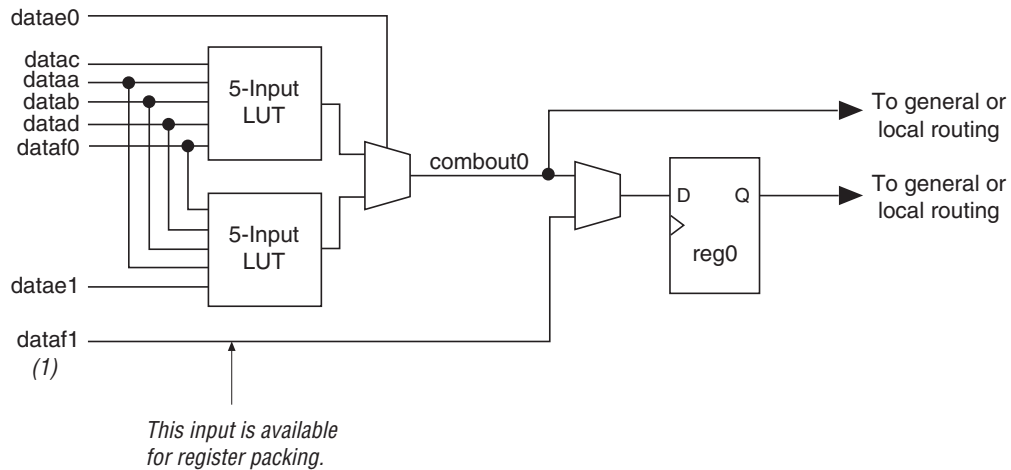 datae0
datac
dataa
datab
datad
dataf0
5-Input
LUT
combout0
To general or
local routing
D
Q
reg0
To general or
local routing
5-Input
LUT
datae1
dataf1
(1)
This input is available
for register packing.